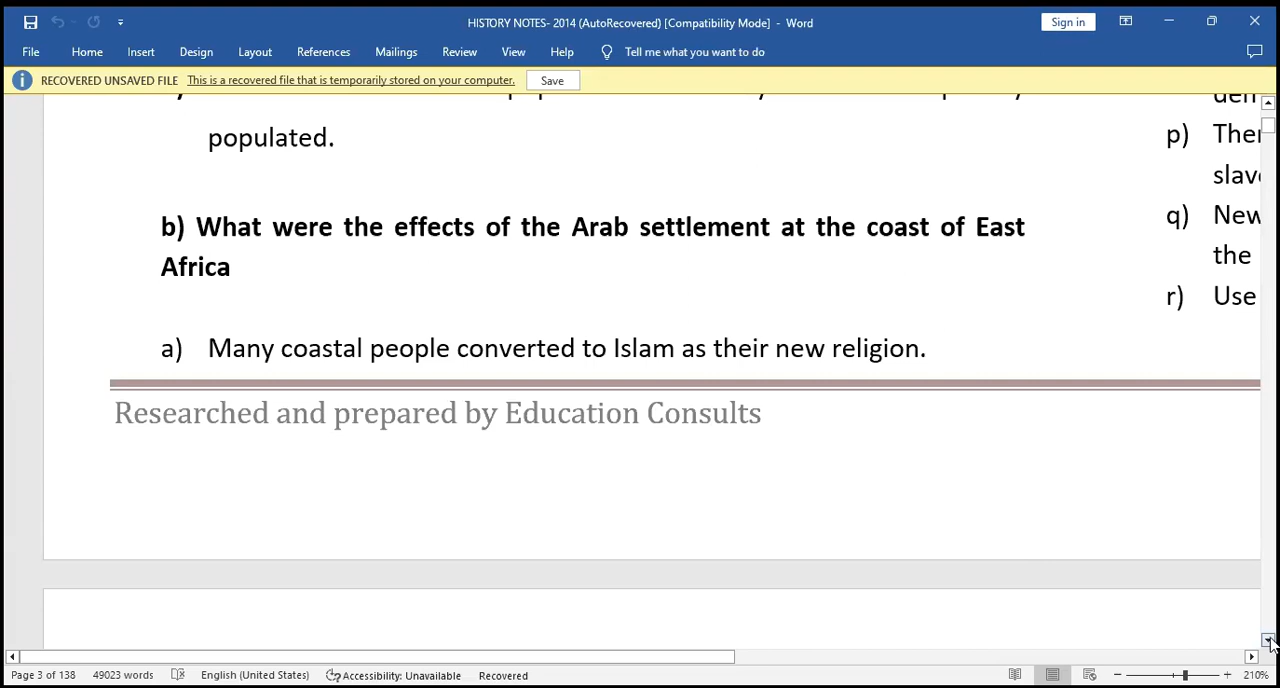 HISTORY NOTES- 2014 (AutoRecovered) [Compatibility Mode] - Word
Sign in
File Home Insert Design Layout References Mailings Review View Help Tell me what you want to do
RECOVERED UNSAVED FILE This is a recovered file that is temporarily stored on your computer. Save
populated.
b) What were the effects of the Arab settlement at the coast of East
Africa
a) Many coastal people converted to Islam as their new religion.
Researched and prepared by Education Consults
p)
q) New
the
r) Use
Page 3 of 138 49023 words English (United States) Accessibility: Unavailable Recovered 210%